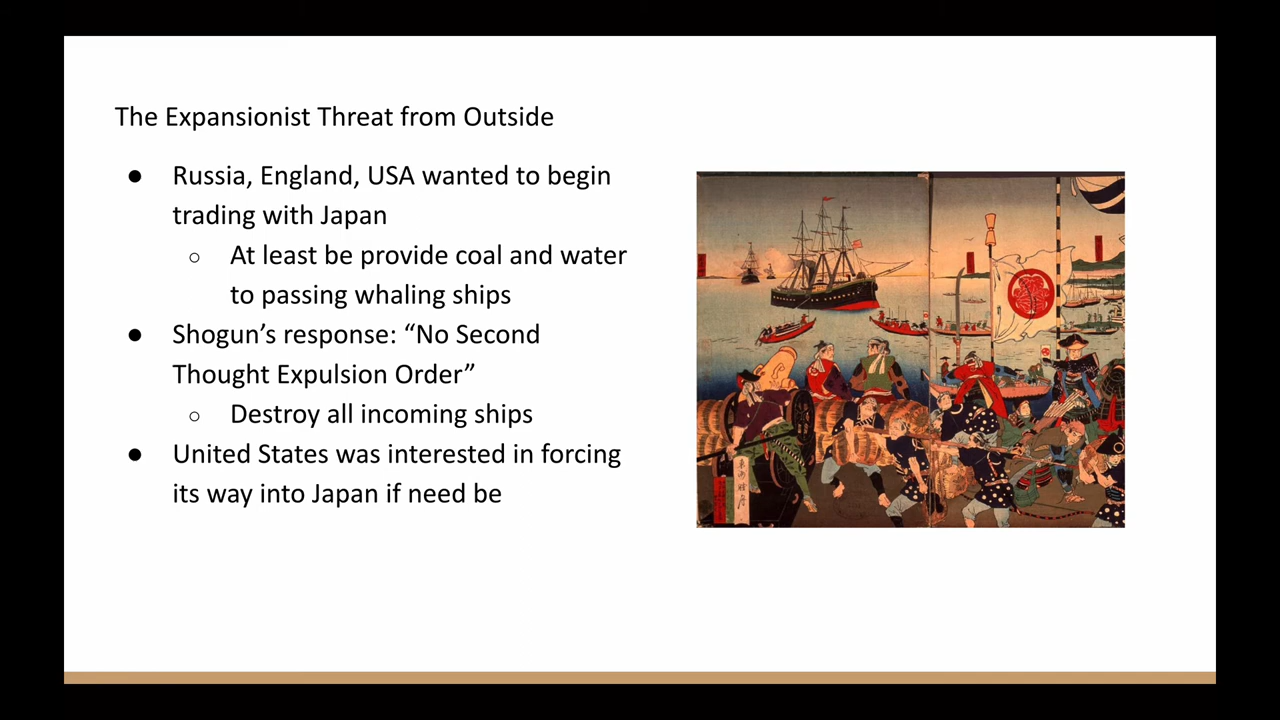 The Expansionist Threat from Outside
● Russia, England, USA wanted to begin
trading with Japan
○ At least be provide coal and water
to passing whaling ships
● Shogun’s response: “No Second
Thought Expulsion Order”
○ Destroy all incoming ships
● United States was interested in forcing
its way into Japan if need be